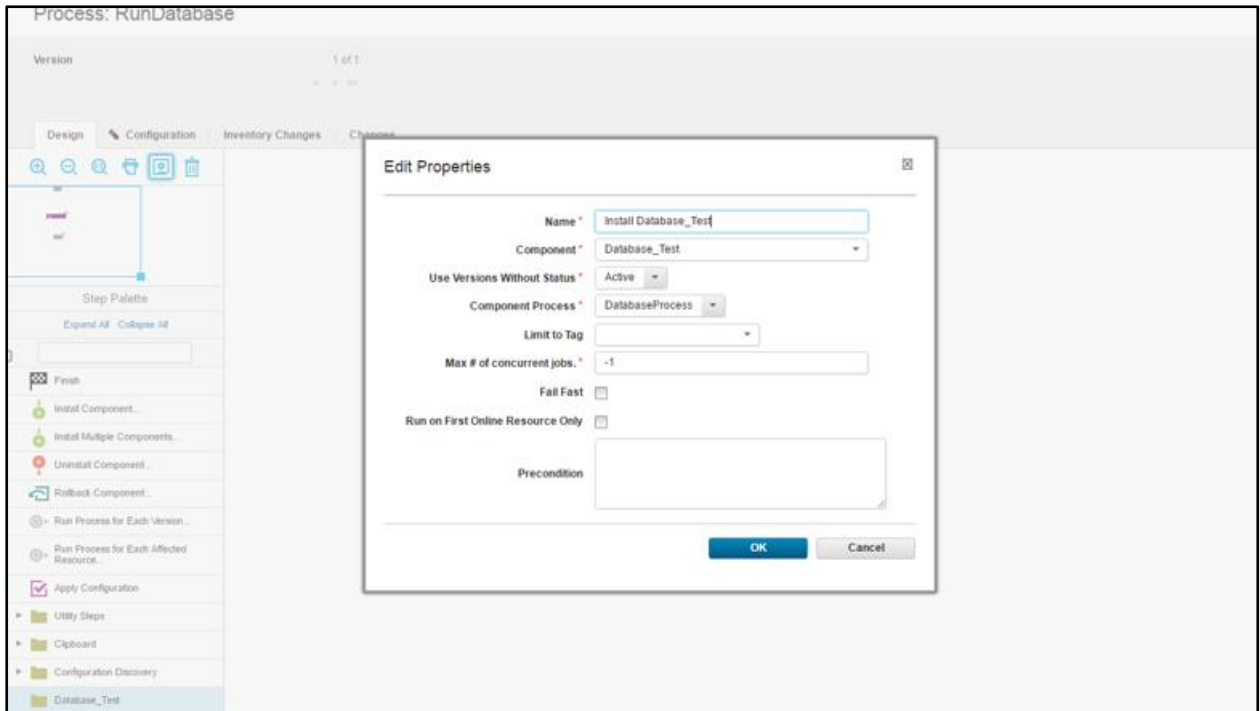 Process: RunDatabase
Version 1 of 1
Design Configuration Inventory Changes Changes
Edit Properties
Name * Install Database_Test
Component * Database_Test
Use Versions Without Status * Active
Component Process * DatabaseProcess
Limit to Tag
Max # of concurrent jobs. * -1
Fail Fast
Run on First Online Resource Only
Precondition
OK Cancel
Step Palette
Expand All Collapse All
Finish
Install Component...
Install Multiple Components...
Uninstall Component...
Rollback Component...
Run Process for Each Version...
Run Process for Each Affected
Resource...
Apply Configuration
Utility Steps
Clipboard
Configuration Discovery
Database_Test